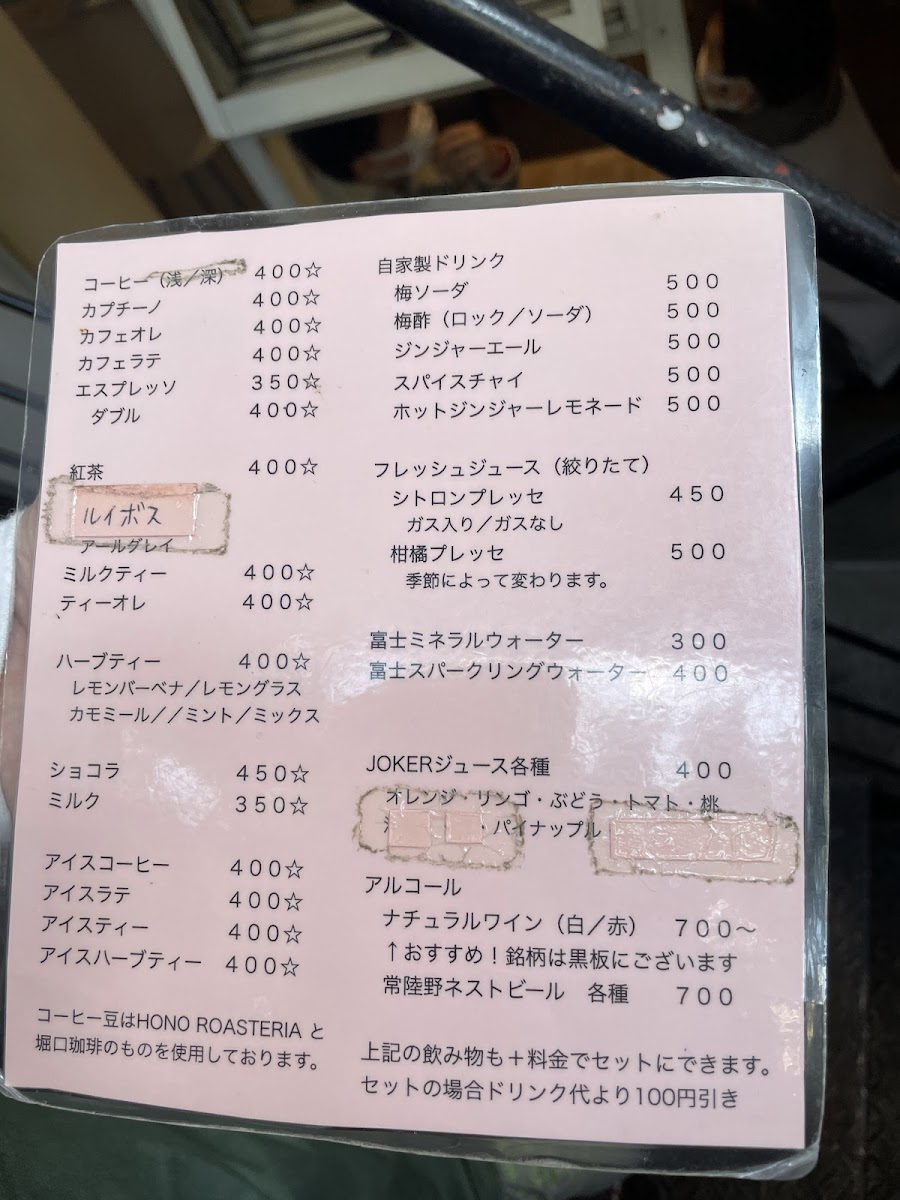 コーヒー（浅／深） 400☆
カプチーノ 400☆
カフェオレ 400☆
カフェラテ 400☆
エスプレッソ 350☆
ダブル 400☆
紅茶 400☆
ルイボス
アールグレイ
ミルクティー 400☆
ティーオレ 400☆
ハーブティー 400☆
レモンバーベナ／レモングラス
カモミール／／ミント／ミックス
ショコラ 450☆
ミルク 350☆
アイスコーヒー 400☆
アイスラテ 400☆
アイスティー 400☆
アイスハーブティー 400☆
コーヒー豆はHONO ROASTERIA と
堀口珈琲のものを使用しております。
自家製ドリンク
梅ソーダ 500
梅酢（ロック／ソーダ） 500
ジンジャーエール 500
スパイスチャイ 500
ホットジンジャーレモネード 500
フレッシュジュース（絞りたて）
シトロンプレッセ 450
ガス入り／ガスなし
柑橘プレッセ 500
季節によって変わります。
富士ミネラルウォーター 300
富士スパークリングウォーター 400
JOKERジュース各種 400
オレンジ・リンゴ・ぶどう・トマト・桃
・パイナップル
アルコール
ナチュラルワイン（白／赤） 700〜
↑おすすめ！銘柄は黒板にございます
常陸野ネストビール 各種 700
上記の飲み物も＋料金でセットにできます。
セットの場合ドリンク代より100円引き